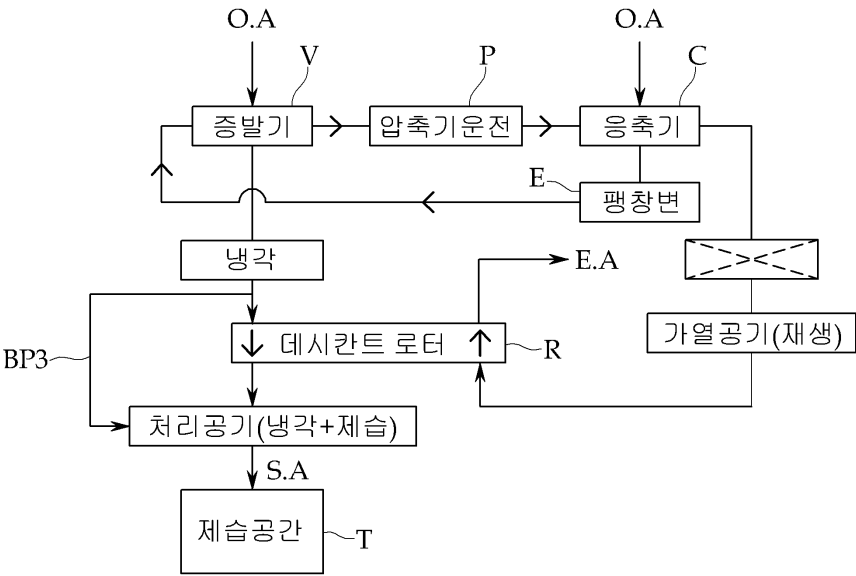 O.A
O.A
V
P
C
증발기
압축기운전
응축기
E
팽창변
냉각
E.A
가열공기(재생)
데시칸트 로터
R
BP3
처리공기(냉각+제습)
S.A
제습공간
T